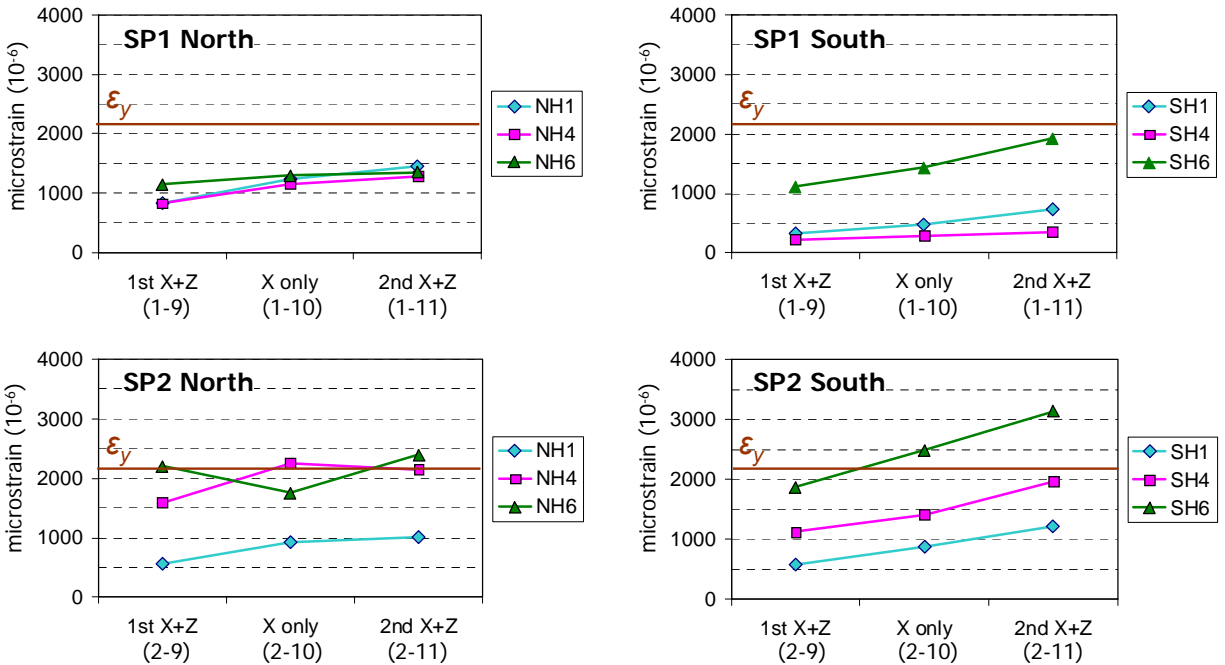 SP1 North
microstrain (10-6)
4000
3000
2000
1000
0
εy
1st X+Z
(1-9)
X only
(1-10)
2nd X+Z
(1-11)
NH1
NH4
NH6
SP1 South
microstrain (10-6)
4000
3000
2000
1000
0
εy
1st X+Z
(1-9)
X only
(1-10)
2nd X+Z
(1-11)
SH1
SH4
SH6
SP2 North
microstrain (10-6)
4000
3000
2000
1000
0
εy
1st X+Z
(2-9)
X only
(2-10)
2nd X+Z
(2-11)
NH1
NH4
NH6
SP2 South
microstrain (10-6)
4000
3000
2000
1000
0
εy
1st X+Z
(2-9)
X only
(2-10)
2nd X+Z
(2-11)
SH1
SH4
SH6